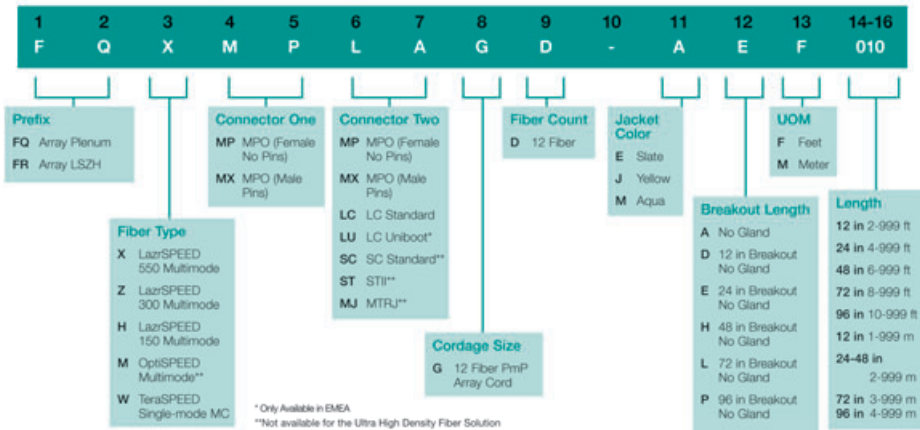 1 2 3 4 5 6 7 8 9 10 11 12 13 14-16
F Q X M P L A G D - A E F 010
Prefix
FQ Array Plenum
FR Array LSZH
Fiber Type
X LazrSPEED
550 Multimode
Z LazrSPEED
300 Multimode
H LazrSPEED
150 Multimode
M OptiSPEED
Multimode**
W TeraSPEED
Single-mode MC
Connector One
MP MPO (Female
No Pins)
MX MPO (Male
Pins)
Connector Two
MP MPO (Female
No Pins)
MX MPO (Male
Pins)
LC LC Standard
LU LC Uniboot*
SC SC Standard**
ST STII**
MJ MTRJ**
Cordage Size
G 12 Fiber PmP
Array Cord
Fiber Count
D 12 Fiber
Jacket
Color
E Slate
J Yellow
M Aqua
Breakout Length
A No Gland
D 12 in Breakout
No Gland
E 24 in Breakout
No Gland
H 48 in Breakout
No Gland
L 72 in Breakout
No Gland
P 96 in Breakout
No Gland
UOM
F Feet
M Meter
Length
12 in 2-999 ft
24 in 4-999 ft
48 in 6-999 ft
72 in 8-999 ft
96 in 10-999 ft
12 in 1-999 m
24-48 in
2-999 m
72 in 3-999 m
96 in 4-999 m
* Only Available in EMEA
**Not available for the Ultra High Density Fiber Solution